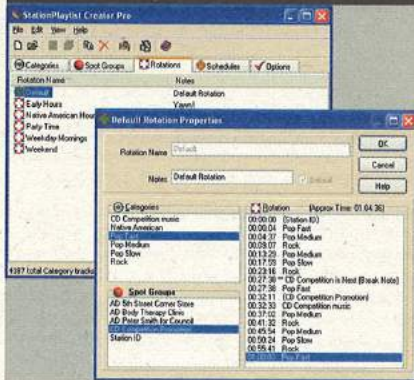 StationPlaylist Creator Pro
File Edit View Help
Categories Spot Groups Rotations Schedules Options
Rotation Name Notes
Default Default Rotation
Early Hours Yawn!
Native American Hour
Party Time
Weekday Mornings
Weekend
4187 total Category tracks
Default Rotation Properties
Rotation Name Default
Notes Default Rotation Default
OK
Cancel
Help
Categories
CD Competition music
Native American
Pop Fast
Pop Medium
Pop Slow
Rock
Spot Groups
AD 5th Street Corner Store
AD Body Therapy Clinic
AD Peter Smith for Council
CD Competition Promotion
Station ID
Rotation (Approx Time: 01:04:36)
00:00:00 (Station ID)
00:00:04 Pop Fast
00:04:37 Pop Medium
00:09:07 Rock
00:13:29 Pop Medium
00:17:59 Pop Slow
00:23:16 Rock
00:27:38 ** CD Competition is Next (Break Note)
00:27:38 Pop Fast
00:32:11 (CD Competition Promotion)
00:32:33 CD Competition music
00:37:02 Pop Medium
00:41:32 Rock
00:45:54 Pop Medium
00:50:24 Pop Slow
00:55:41 Rock
01:00:03 Pop Fast